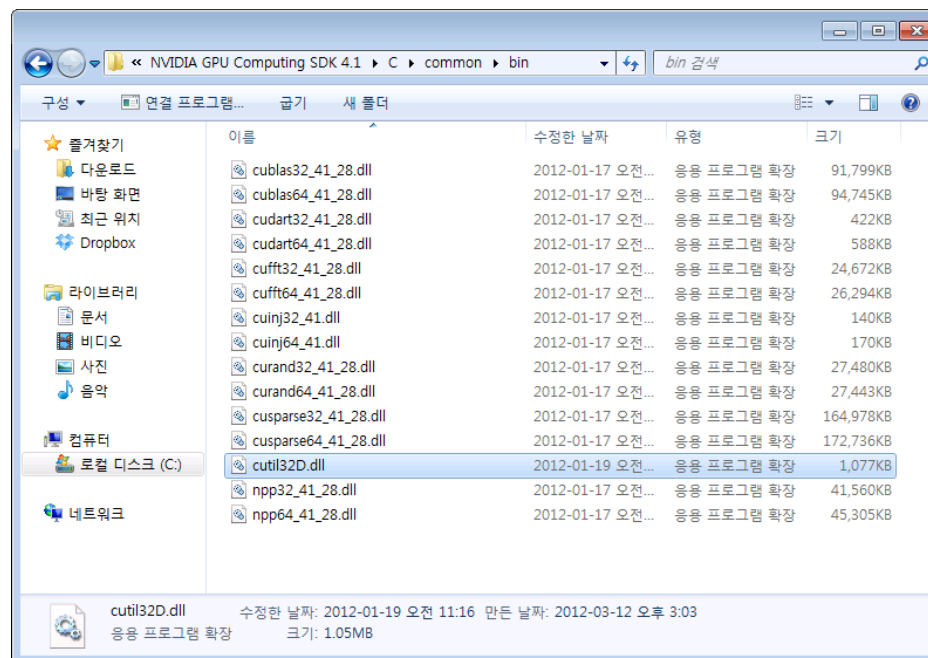 « NVIDIA GPU Computing SDK 4.1 ▸ C ▸ common ▸ bin
bin 검색
구성 연결 프로그램... 굽기 새 폴더
즐겨찾기
다운로드
바탕 화면
최근 위치
Dropbox
라이브러리
문서
비디오
사진
음악
컴퓨터
로컬 디스크 (C:)
네트워크
이름 수정한 날짜 유형 크기
cublas32_41_28.dll 2012-01-17 오전... 응용 프로그램 확장 91,799KB
cublas64_41_28.dll 2012-01-17 오전... 응용 프로그램 확장 94,745KB
cudart32_41_28.dll 2012-01-17 오전... 응용 프로그램 확장 422KB
cudart64_41_28.dll 2012-01-17 오전... 응용 프로그램 확장 588KB
cufft32_41_28.dll 2012-01-17 오전... 응용 프로그램 확장 24,672KB
cufft64_41_28.dll 2012-01-17 오전... 응용 프로그램 확장 26,294KB
cuinj32_41.dll 2012-01-17 오전... 응용 프로그램 확장 140KB
cuinj64_41.dll 2012-01-17 오전... 응용 프로그램 확장 170KB
curand32_41_28.dll 2012-01-17 오전... 응용 프로그램 확장 27,480KB
curand64_41_28.dll 2012-01-17 오전... 응용 프로그램 확장 27,443KB
cusparse32_41_28.dll 2012-01-17 오전... 응용 프로그램 확장 164,978KB
cusparse64_41_28.dll 2012-01-17 오전... 응용 프로그램 확장 172,736KB
cutil32D.dll 2012-01-19 오전... 응용 프로그램 확장 1,077KB
npp32_41_28.dll 2012-01-17 오전... 응용 프로그램 확장 41,560KB
npp64_41_28.dll 2012-01-17 오전... 응용 프로그램 확장 45,305KB
cutil32D.dll 수정한 날짜: 2012-01-19 오전 11:16 만든 날짜: 2012-03-12 오후 3:03
응용 프로그램 확장 크기: 1.05MB